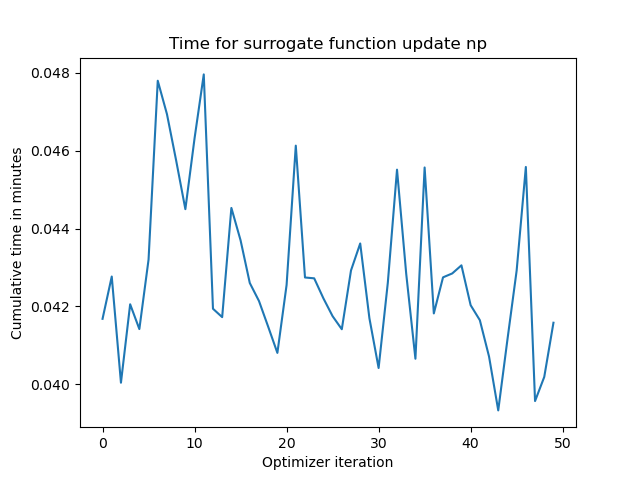 Time for surrogate function update np
Cumulative time in minutes
0.048
0.046
0.044
0.042
0.040
0 10 20 30 40 50
Optimizer iteration